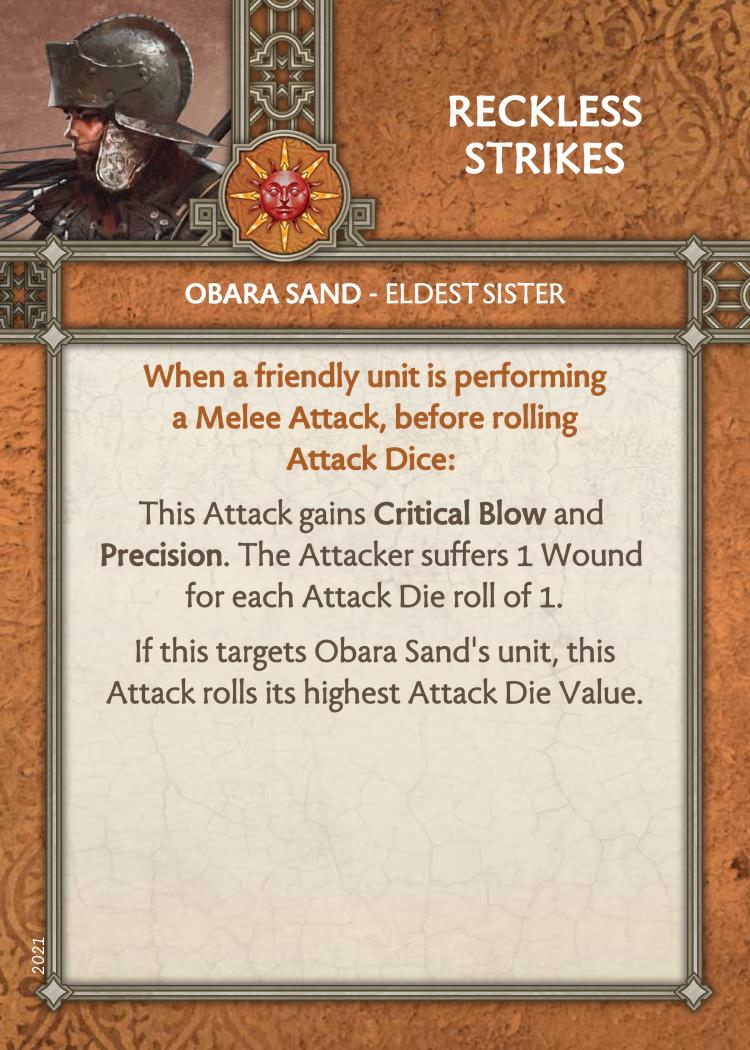 RECKLESS
STRIKES
OBARA SAND - ELDEST SISTER
When a friendly unit is performing
a Melee Attack, before rolling
Attack Dice:
This Attack gains Critical Blow and
Precision. The Attacker suffers 1 Wound
for each Attack Die roll of 1.
If this targets Obara Sand's unit, this
Attack rolls its highest Attack Die Value.
2021